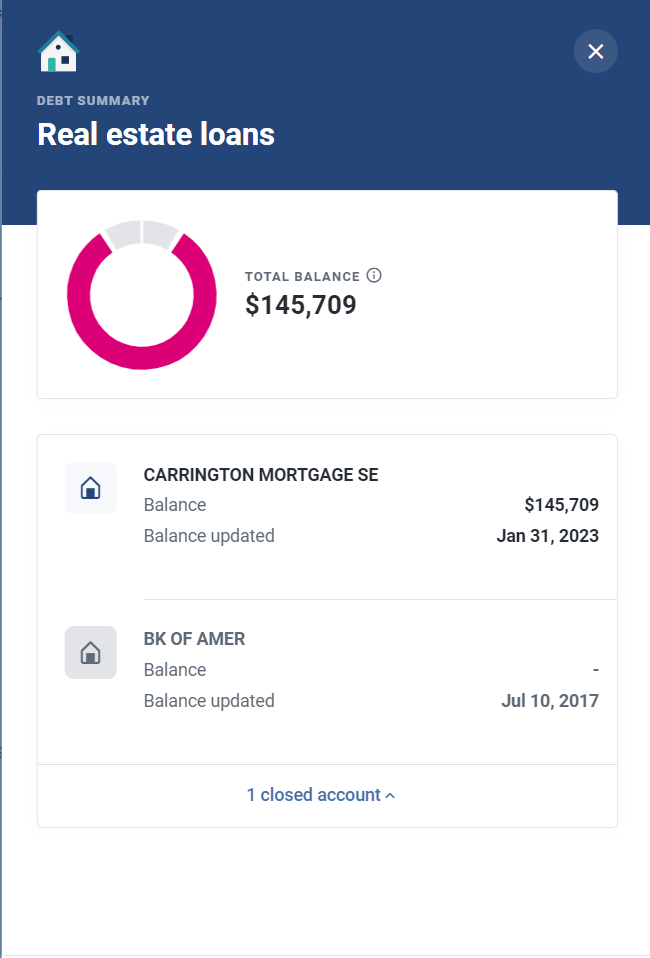 DEBT SUMMARY
Real estate loans
TOTAL BALANCE
$145,709
CARRINGTON MORTGAGE SE
Balance $145,709
Balance updated Jan 31, 2023
BK OF AMER
Balance -
Balance updated Jul 10, 2017
1 closed account